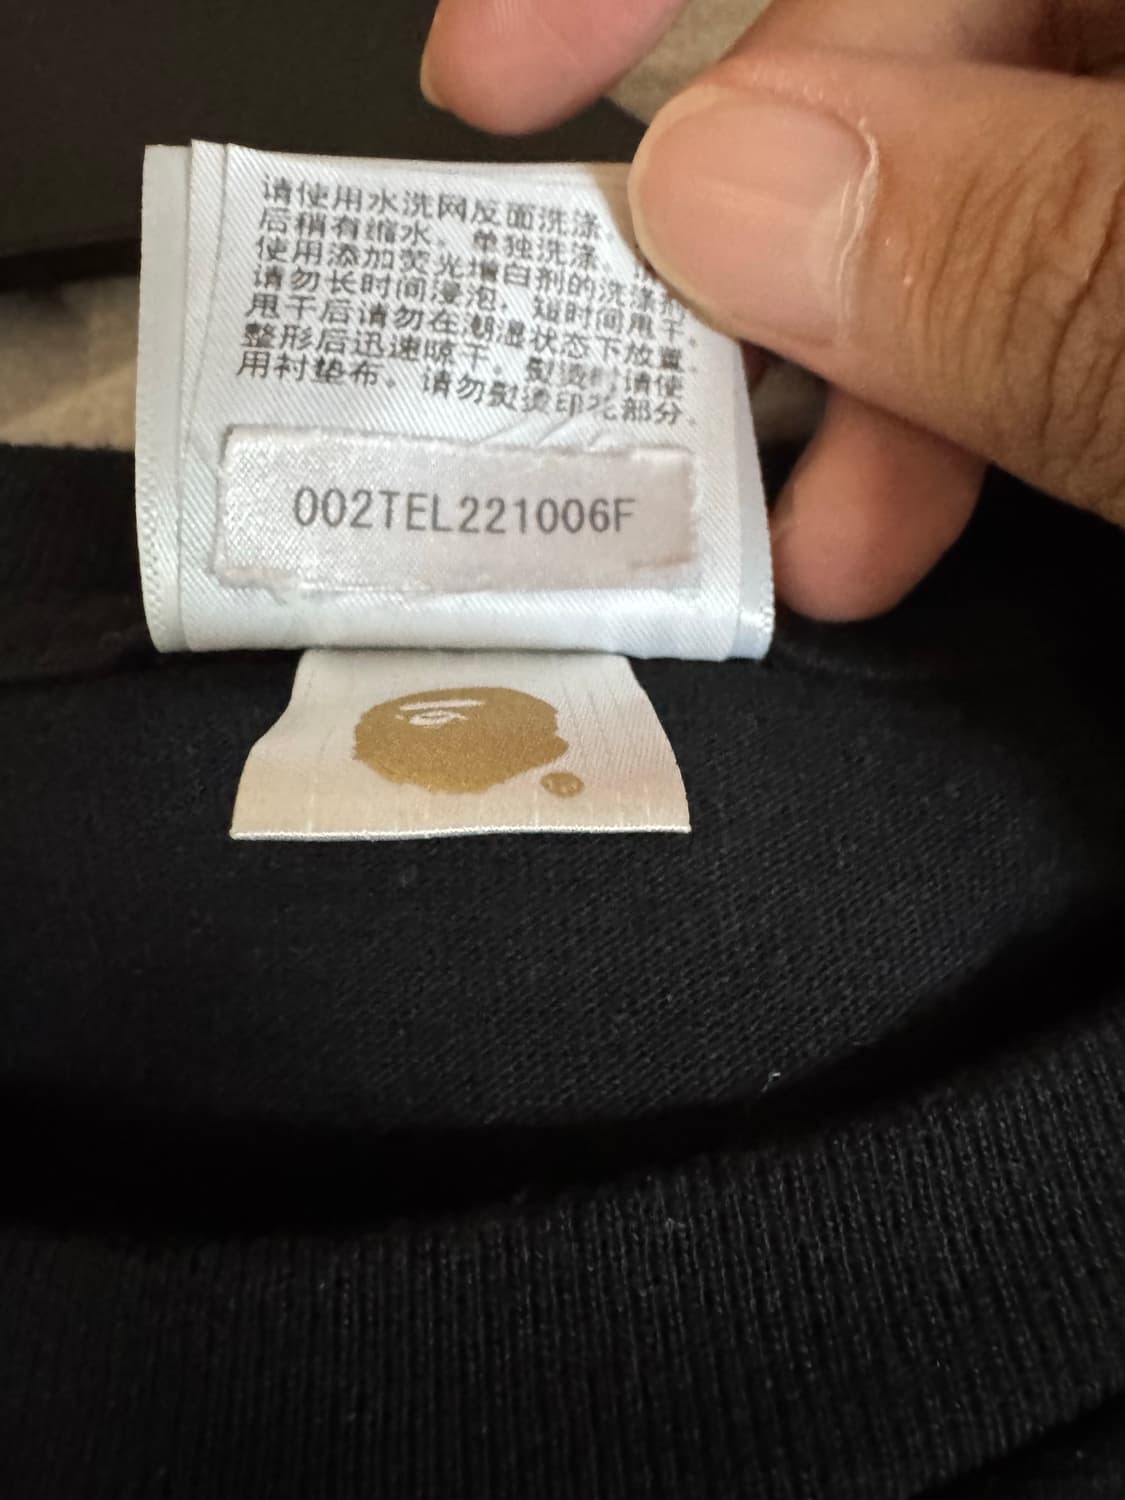 请使用水洗网反面洗涤
后稍有缩水。单独洗涤。
使用添加荧光增白剂的洗涤剂
请勿长时间浸泡。短时间甩干。
甩干后请勿在潮湿状态下放置。
整形后迅速晾干。熨烫时请使
用衬垫布。请勿熨烫印花部分。
002TEL221006F
®